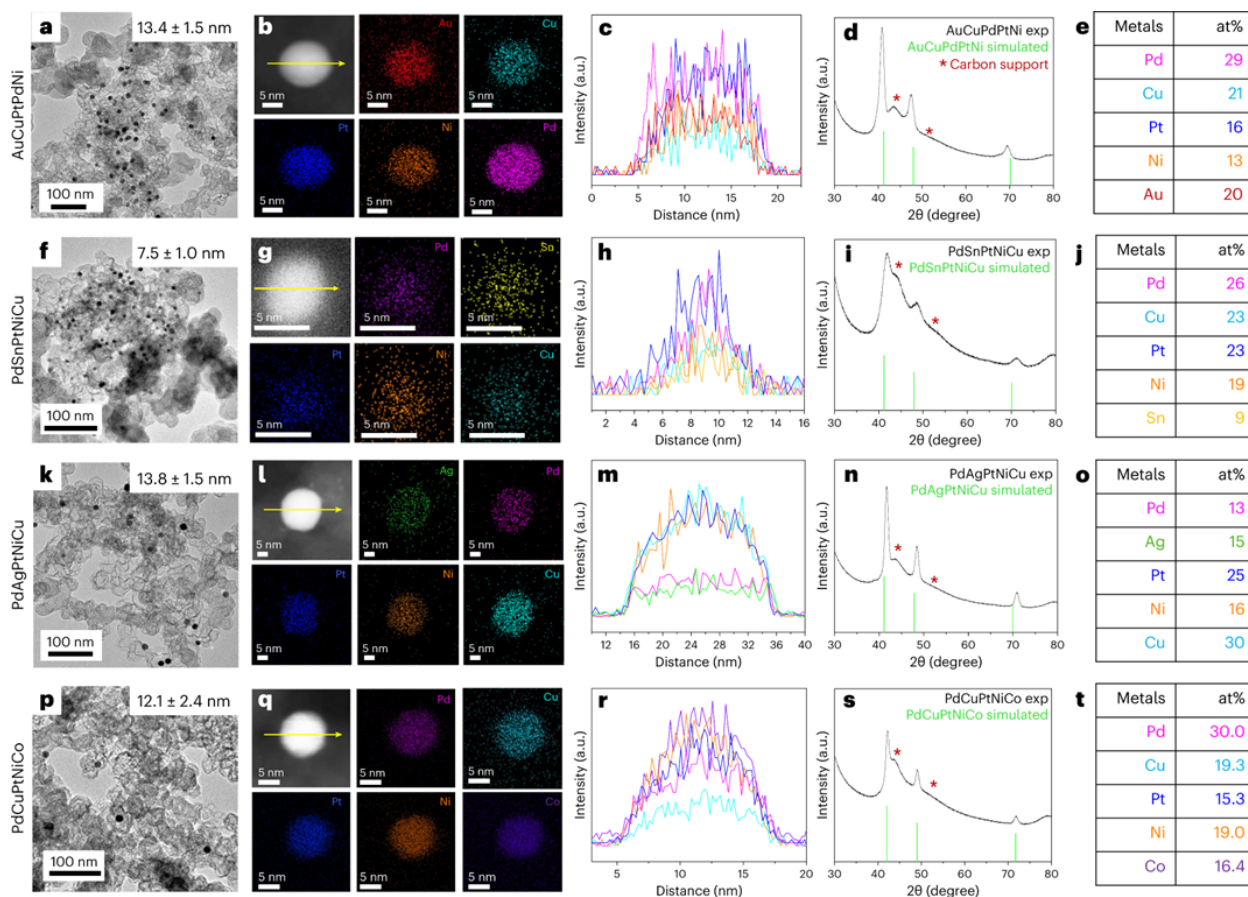 AuCuPtPdNi
a
13.4 ± 1.5 nm
100 nm
b
5 nm
Au
5 nm
Cu
5 nm
Pt
5 nm
Ni
5 nm
Pd
5 nm
c
Intensity (a.u.)
0 5 10 15 20
Distance (nm)
d
AuCuPdPtNi exp
AuCuPdPtNi simulated
* Carbon support
*
*
Intensity (a.u.)
30 40 50 60 70 80
2θ (degree)
e
Metals at%
Pd 29
Cu 21
Pt 16
Ni 13
Au 20
PdSnPtNiCu
f
7.5 ± 1.0 nm
100 nm
g
5 nm
Pd
5 nm
Sn
5 nm
Pt
5 nm
Ni
5 nm
Cu
5 nm
h
Intensity (a.u.)
2 4 6 8 10 12 14 16
Distance (nm)
i
PdSnPtNiCu exp
PdSnPtNiCu simulated
*
*
Intensity (a.u.)
30 40 50 60 70 80
2θ (degree)
j
Metals at%
Pd 26
Cu 23
Pt 23
Ni 19
Sn 9
PdAgPtNiCu
k
13.8 ± 1.5 nm
100 nm
l
5 nm
Ag
5 nm
Pd
5 nm
Pt
5 nm
Ni
5 nm
Cu
5 nm
m
Intensity (a.u.)
12 16 20 24 28 32 36 40
Distance (nm)
n
PdAgPtNiCu exp
PdAgPtNiCu simulated
*
*
Intensity (a.u.)
30 40 50 60 70 80
2θ (degree)
o
Metals at%
Pd 13
Ag 15
Pt 25
Ni 16
Cu 30
PdCuPtNiCo
p
12.1 ± 2.4 nm
100 nm
q
5 nm
Pd
5 nm
Cu
5 nm
Pt
5 nm
Ni
5 nm
Co
5 nm
r
Intensity (a.u.)
5 10 15 20
Distance (nm)
s
PdCuPtNiCo exp
PdCuPtNiCo simulated
*
*
Intensity (a.u.)
30 40 50 60 70 80
2θ (degree)
t
Metals at%
Pd 30.0
Cu 19.3
Pt 15.3
Ni 19.0
Co 16.4